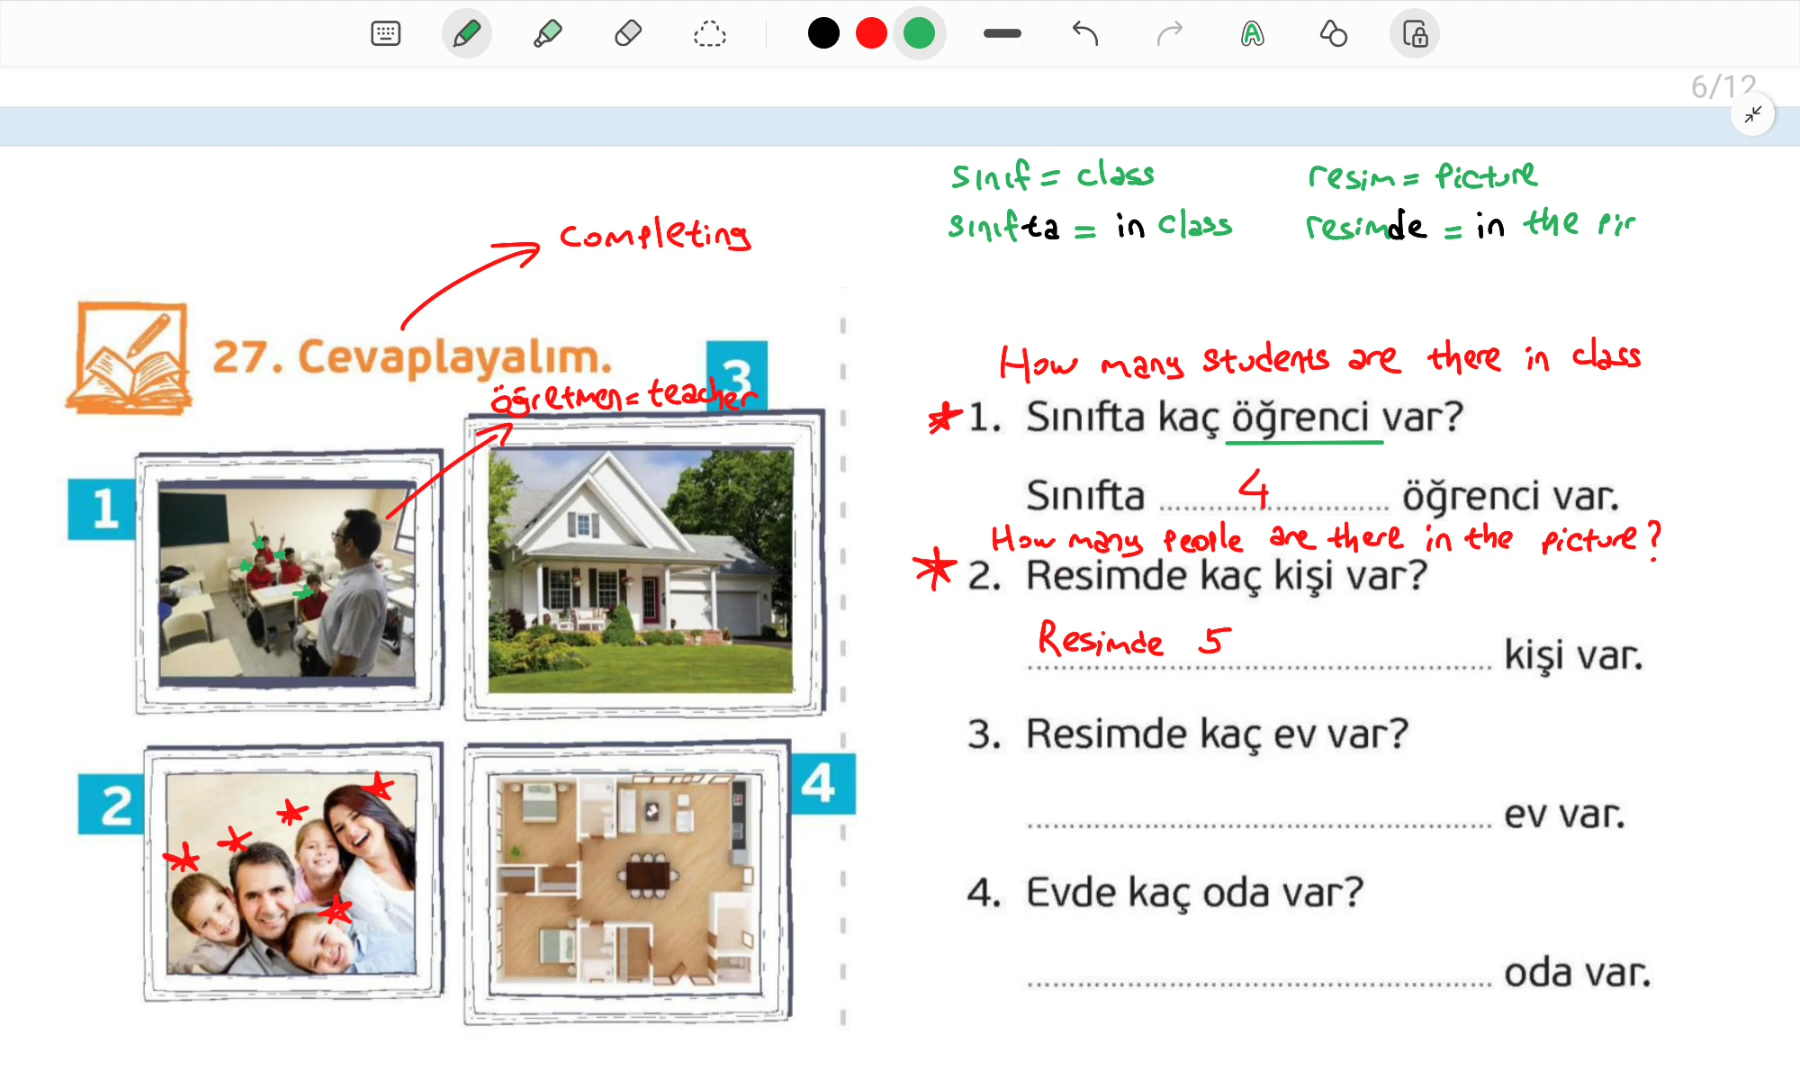 6/12
sınıf = class
resim = picture
sınıfta = in class
resimde = in the pir
completing
27. Cevaplayalım.
3
öğretmen = teacher
1
2
4
How many students are there in class
1. Sınıfta kaç öğrenci var?
Sınıfta ....... 4 ....... öğrenci var.
How many people are there in the picture?
2. Resimde kaç kişi var?
Resimde 5 ....... kişi var.
3. Resimde kaç ev var?
....... ev var.
4. Evde kaç oda var?
....... oda var.